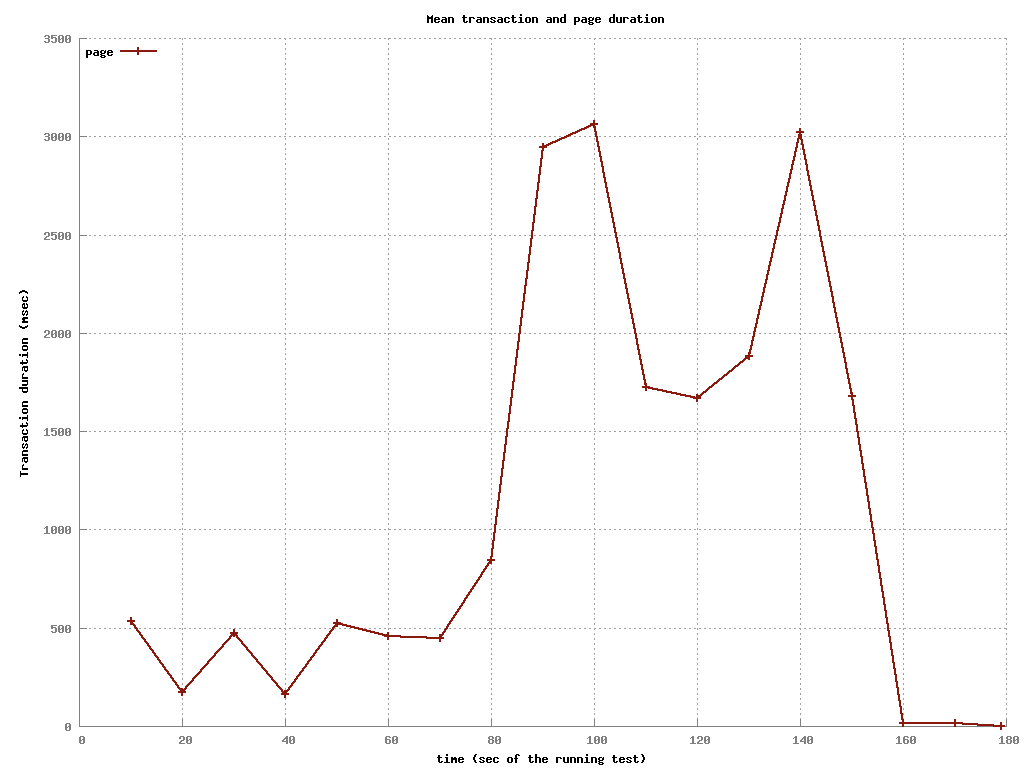 Mean transaction and page duration
3500
page
3000
2500
2000
1500
1000
500
0
Transaction duration (msec)
0 20 40 60 80 100 120 140 160 180
time (sec of the running test)